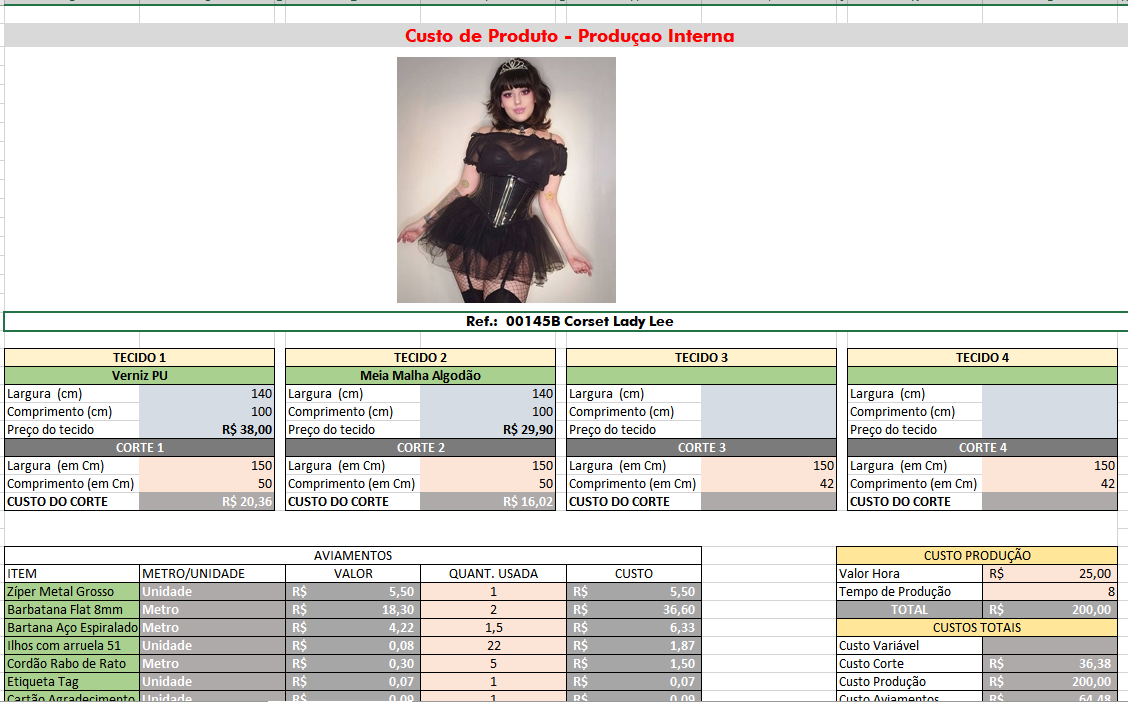 Custo de Produto - Produçao Interna
Ref.: 00145B Corset Lady Lee
TECIDO 1 TECIDO 2 TECIDO 3 TECIDO 4
Verniz PU Meia Malha Algodão
Largura (cm) 140 Largura (cm) 140 Largura (cm) Largura (cm)
Comprimento (cm) 100 Comprimento (cm) 100 Comprimento (cm) Comprimento (cm)
Preço do tecido R$ 38,00 Preço do tecido R$ 29,90 Preço do tecido Preço do tecido
CORTE 1 CORTE 2 CORTE 3 CORTE 4
Largura (em Cm) 150 Largura (em Cm) 150 Largura (em Cm) 150 Largura (em Cm) 150
Comprimento (em Cm) 50 Comprimento (em Cm) 50 Comprimento (em Cm) 42 Comprimento (em Cm) 42
CUSTO DO CORTE R$ 20,36 CUSTO DO CORTE R$ 16,02 CUSTO DO CORTE CUSTO DO CORTE
AVIAMENTOS CUSTO PRODUÇÃO
ITEM METRO/UNIDADE VALOR QUANT. USADA CUSTO Valor Hora R$ 25,00
Zíper Metal Grosso Unidade R$ 5,50 1 R$ 5,50 Tempo de Produção 8
Barbatana Flat 8mm Metro R$ 18,30 2 R$ 36,60 TOTAL R$ 200,00
Bartana Aço Espiralado Metro R$ 4,22 1,5 R$ 6,33 CUSTOS TOTAIS
Ilhos com arruela 51 Unidade R$ 0,08 22 R$ 1,87 Custo Variável
Cordão Rabo de Rato Metro R$ 0,30 5 R$ 1,50 Custo Corte R$ 36,38
Etiqueta Tag Unidade R$ 0,07 1 R$ 0,07 Custo Produção R$ 200,00
Cartão Agradecimento Unidade R$ 0,09 1 R$ 0,09 Custo Aviamentos R$ 64,48